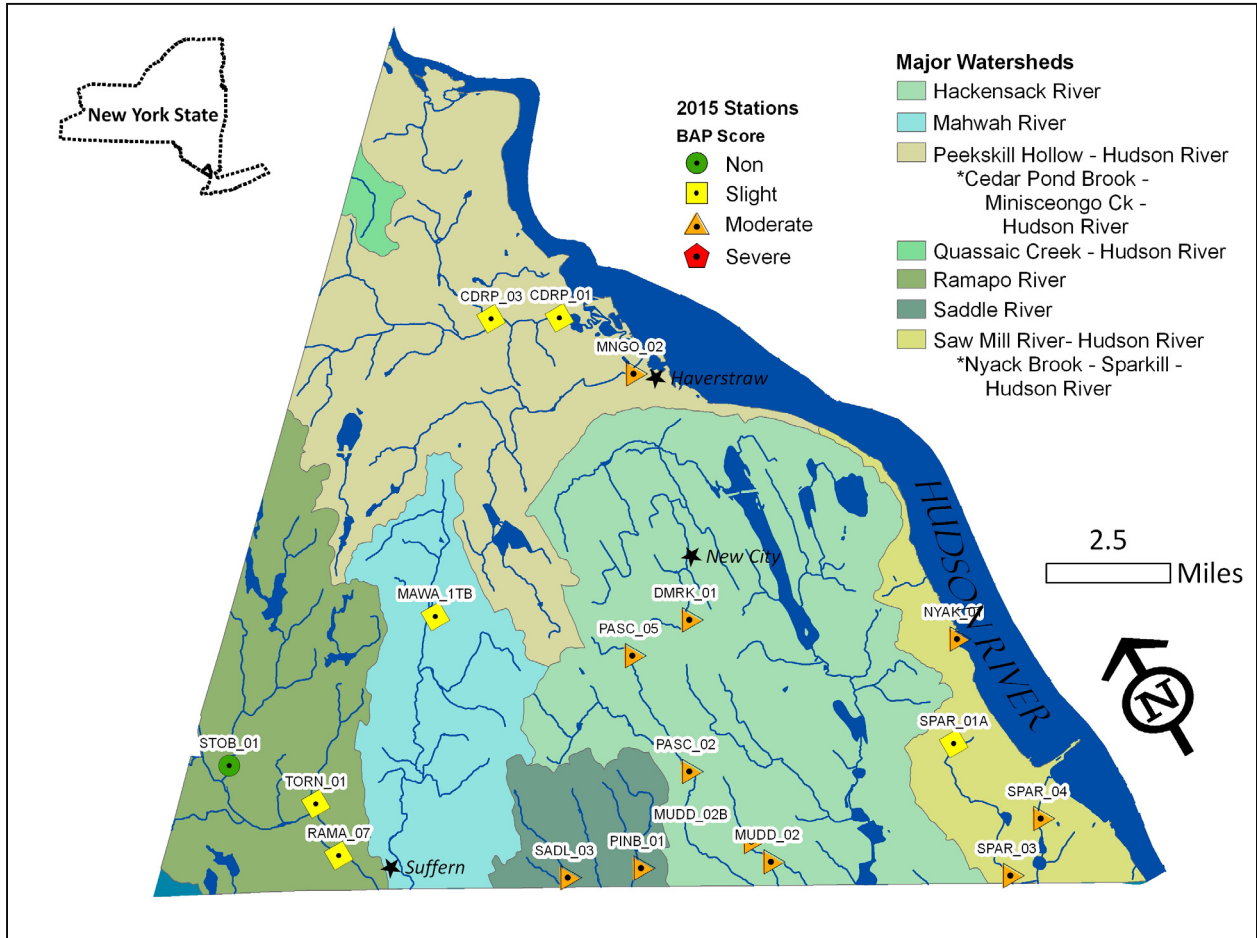 New York State
2015 Stations
BAP Score
Non
Slight
Moderate
Severe
Major Watersheds
Hackensack River
Mahwah River
Peekskill Hollow - Hudson River
*Cedar Pond Brook -
Minisceongo Ck -
Hudson River
Quassaic Creek - Hudson River
Ramapo River
Saddle River
Saw Mill River- Hudson River
*Nyack Brook - Sparkill -
Hudson River
CDRP_03
CDRP_01
MNGO_02
Haverstraw
HUDSON RIVER
2.5
Miles
N
New City
MAWA_1TB
DMRK_01
PASC_05
NYAK_01
SPAR_01A
STOB_01
PASC_02
TORN_01
SPAR_04
MUDD_02B
RAMA_07
MUDD_02
Suffern
SADL_03
PINB_01
SPAR_03